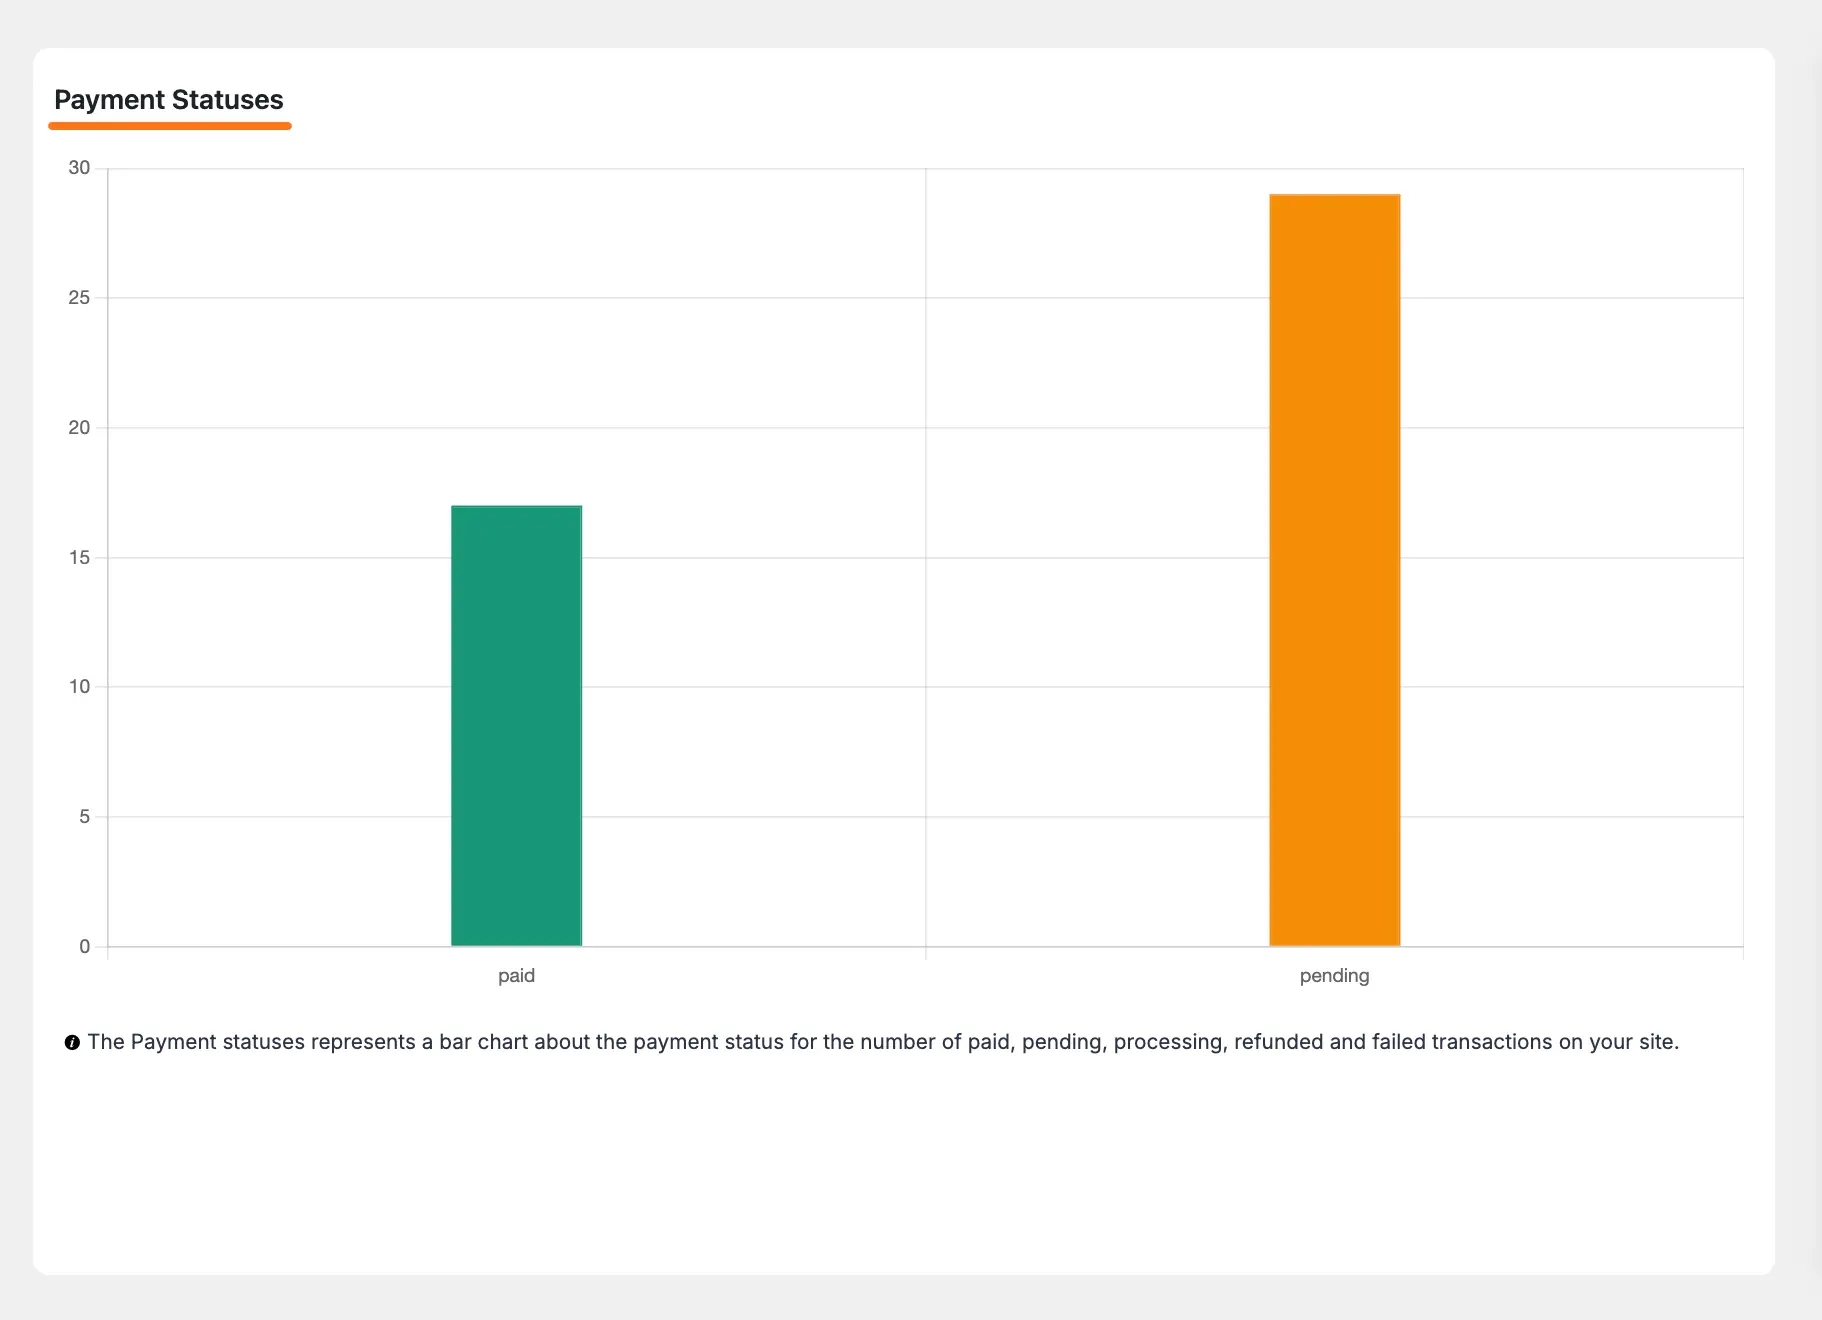 Payment Statuses
30
25
20
15
10
5
0
paid pending
The Payment statuses represents a bar chart about the payment status for the number of paid, pending, processing, refunded and failed transactions on your site.